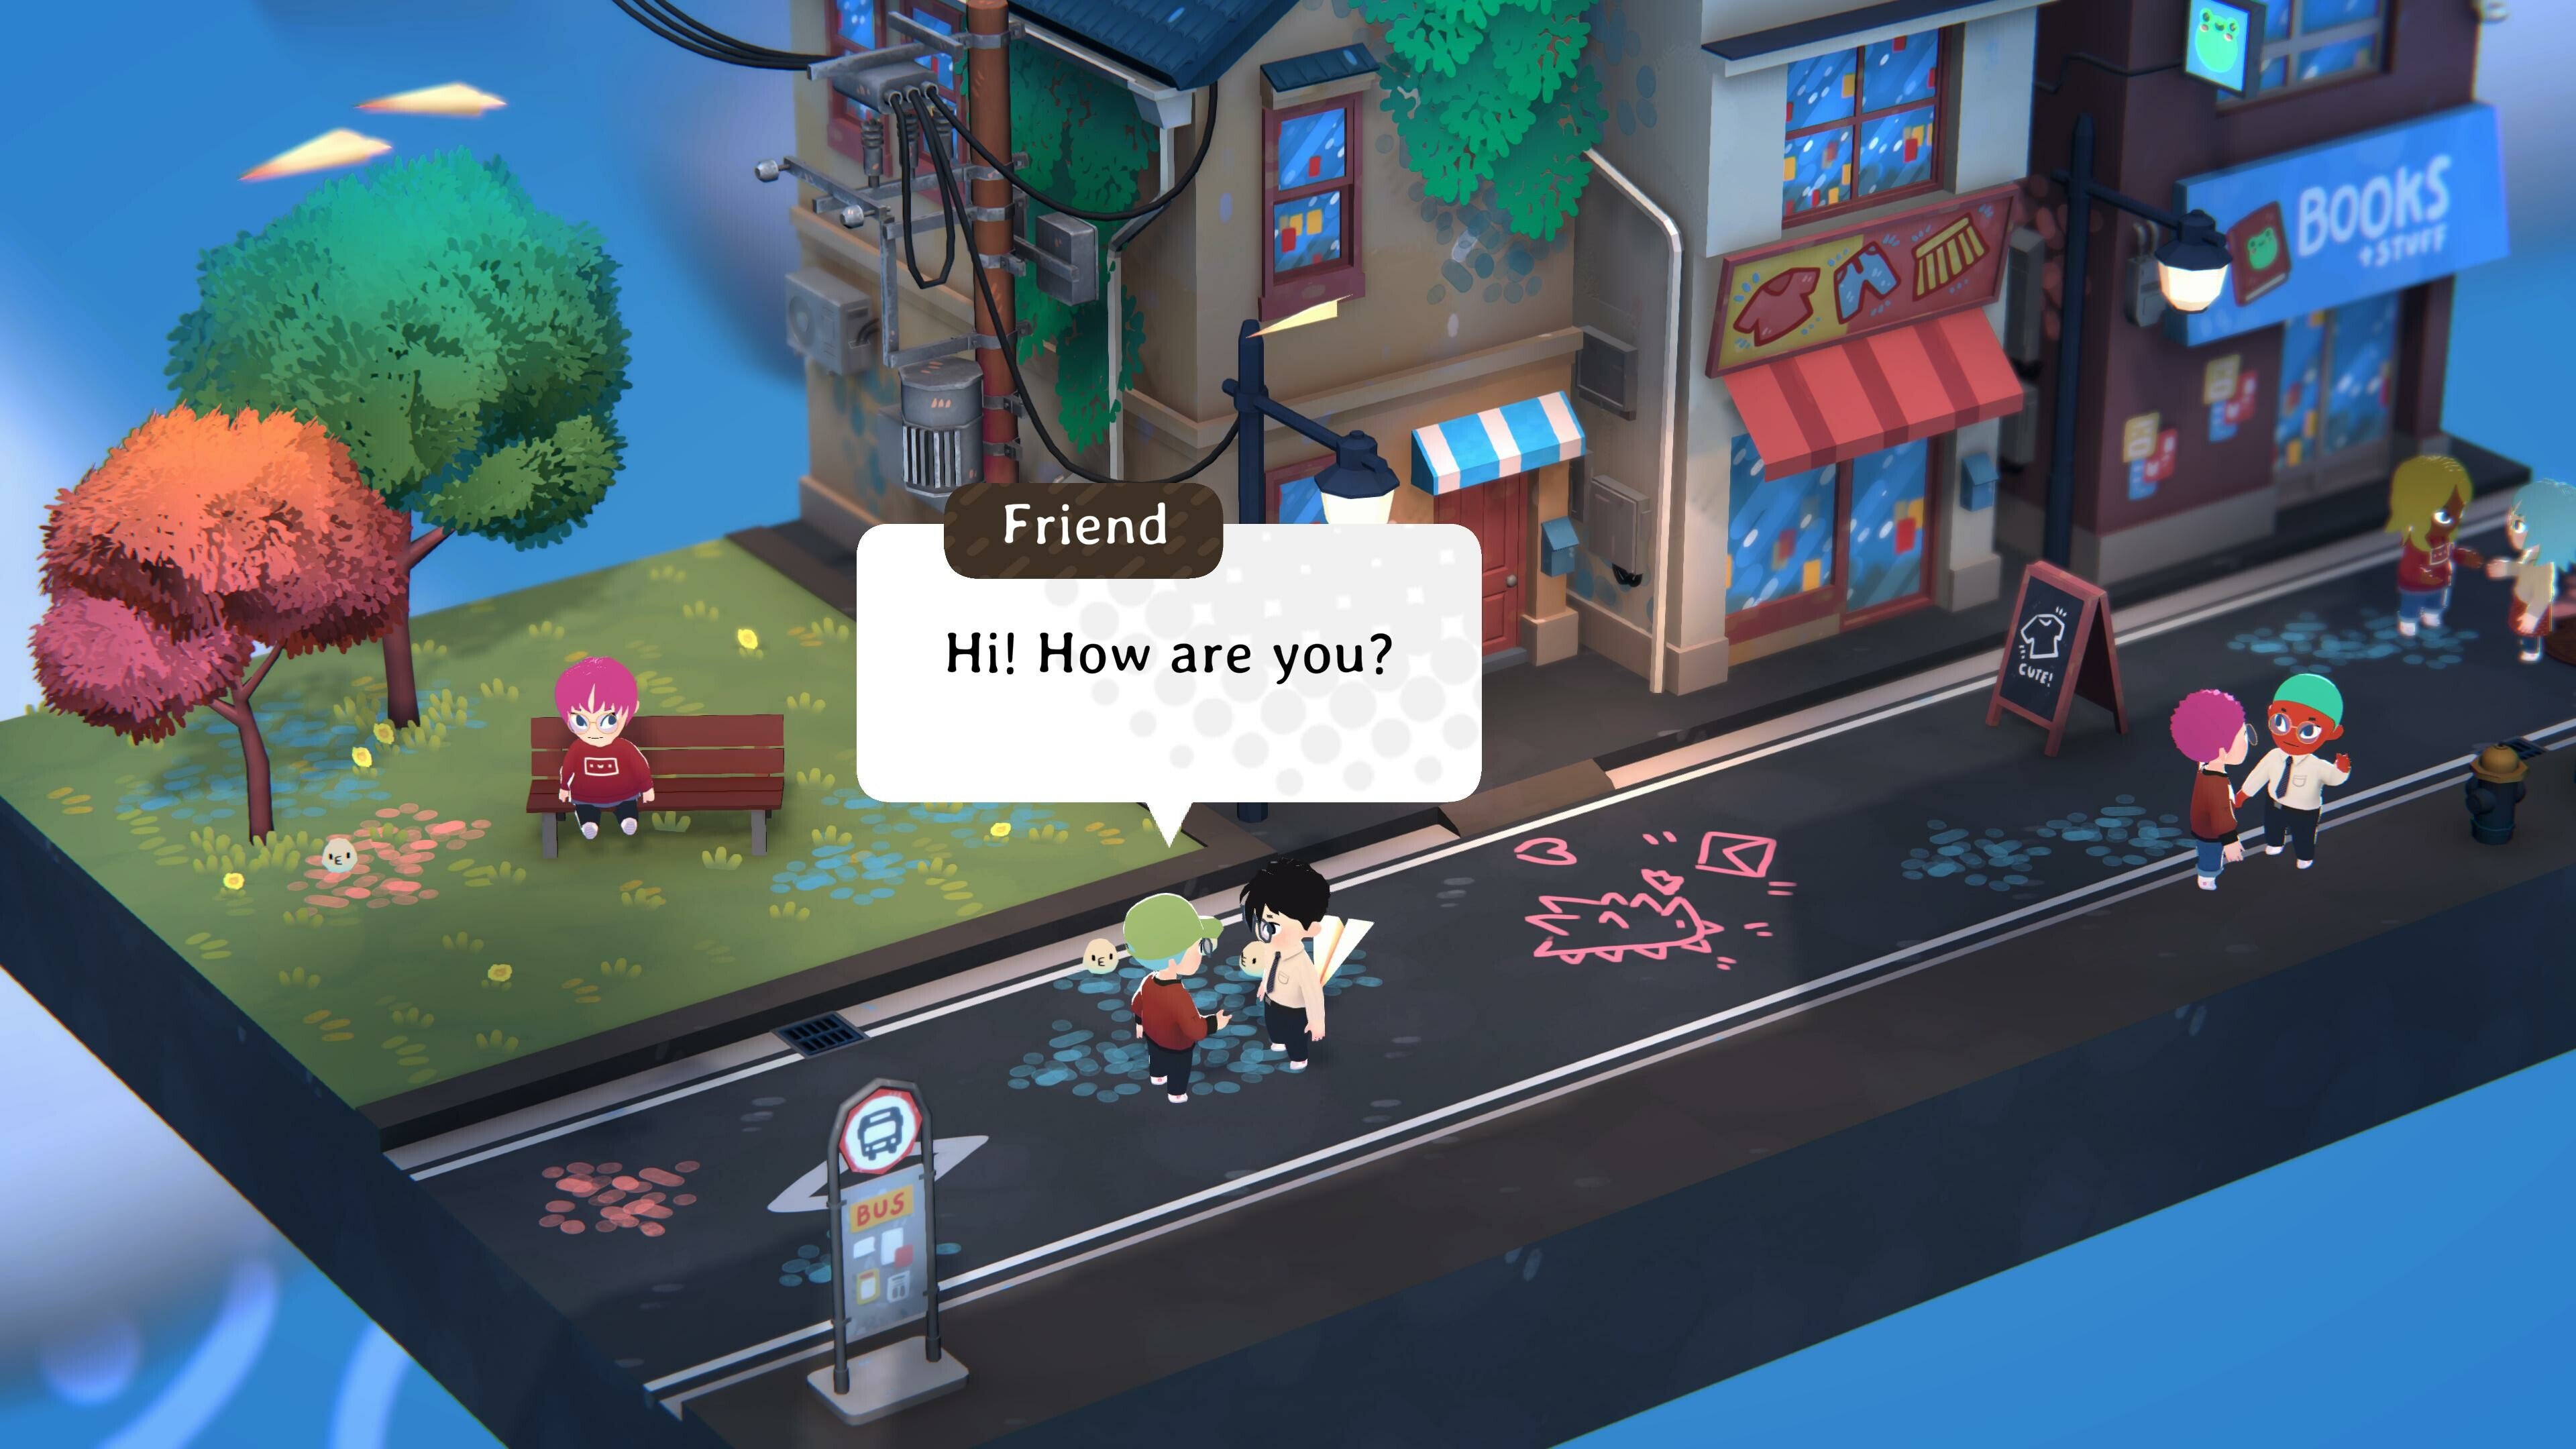 BOOKS
+STUFF
Friend
Hi! How are you?
CUTE!
BUS